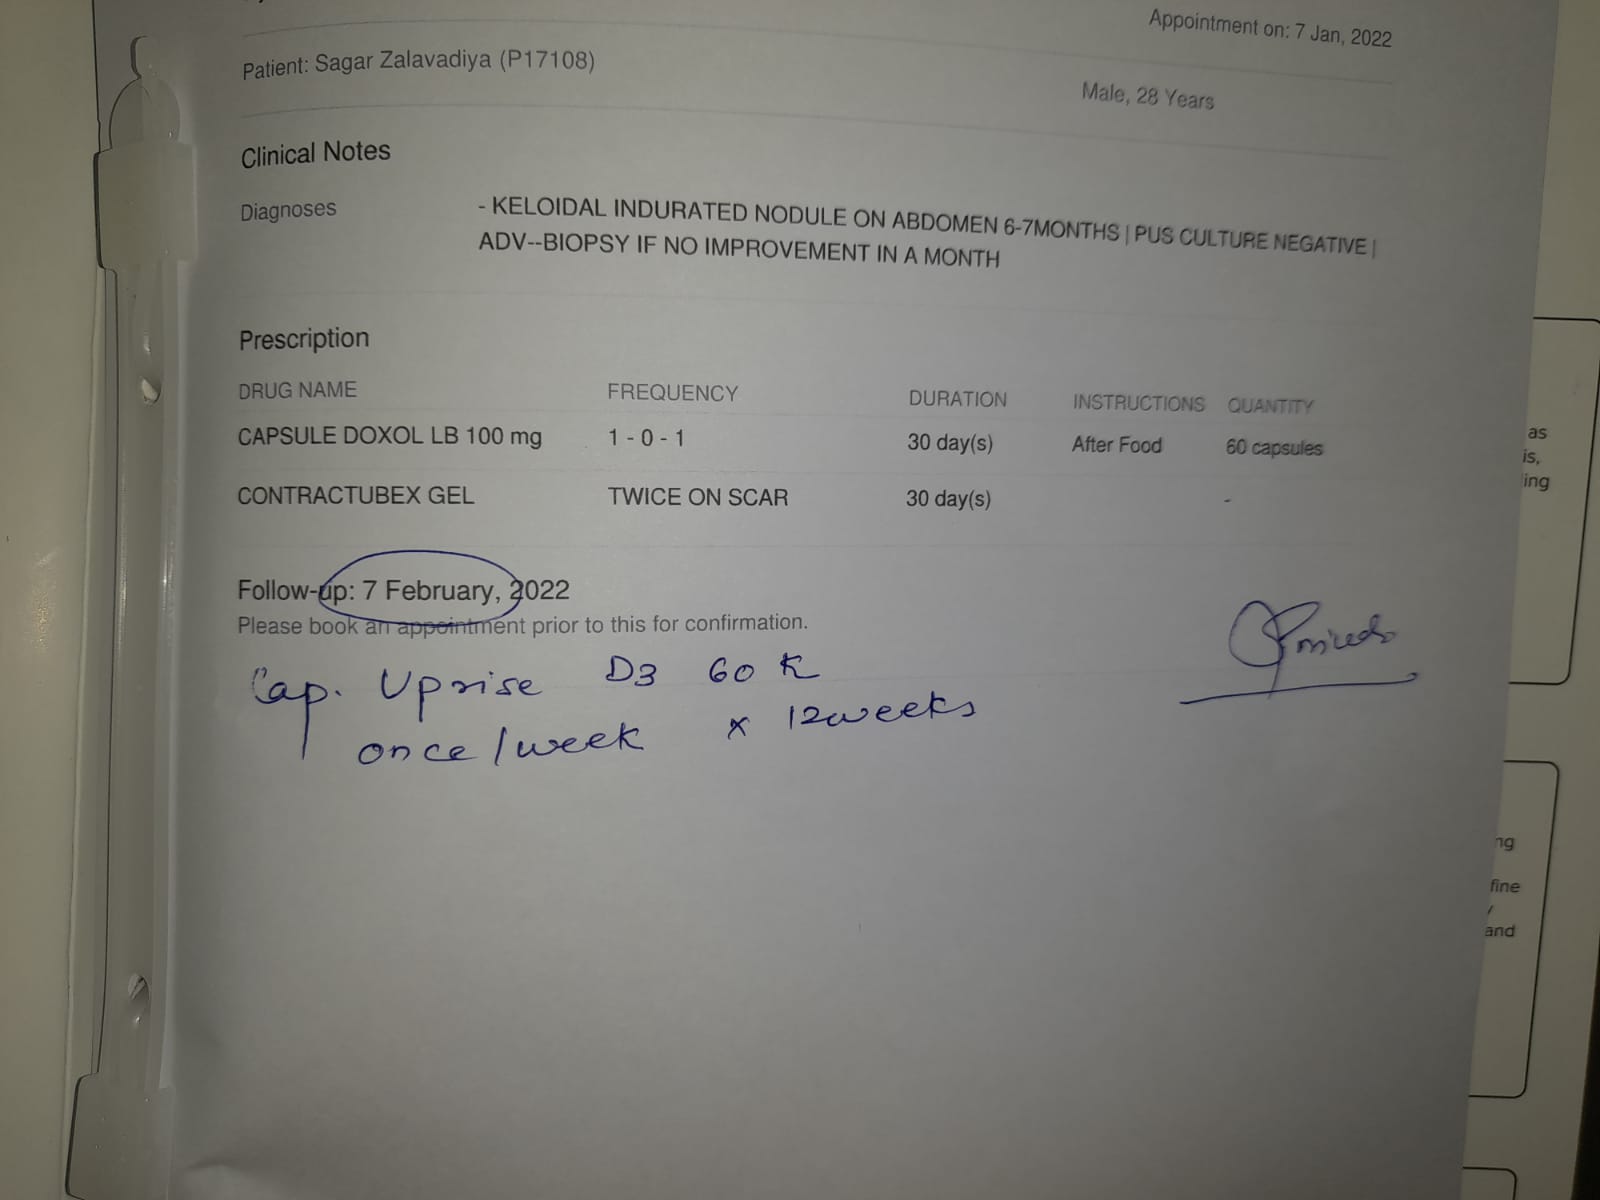 Appointment on: 7 Jan, 2022
Patient: Sagar Zalavadiya (P17108)
Male, 28 Years
Clinical Notes
Diagnoses
- KELOIDAL INDURATED NODULE ON ABDOMEN 6-7MONTHS | PUS CULTURE NEGATIVE |
ADV--BIOPSY IF NO IMPROVEMENT IN A MONTH
Prescription
DRUG NAME FREQUENCY DURATION INSTRUCTIONS QUANTITY
CAPSULE DOXOL LB 100 mg 1 - 0 - 1 30 day(s) After Food 60 capsules
CONTRACTUBEX GEL TWICE ON SCAR 30 day(s) -
Follow-up: 7 February, 2022
Please book an appointment prior to this for confirmation.
Cap. Uprise D3 60 K
once/week x 12weeks
as
is,
ing
ng
fine
and